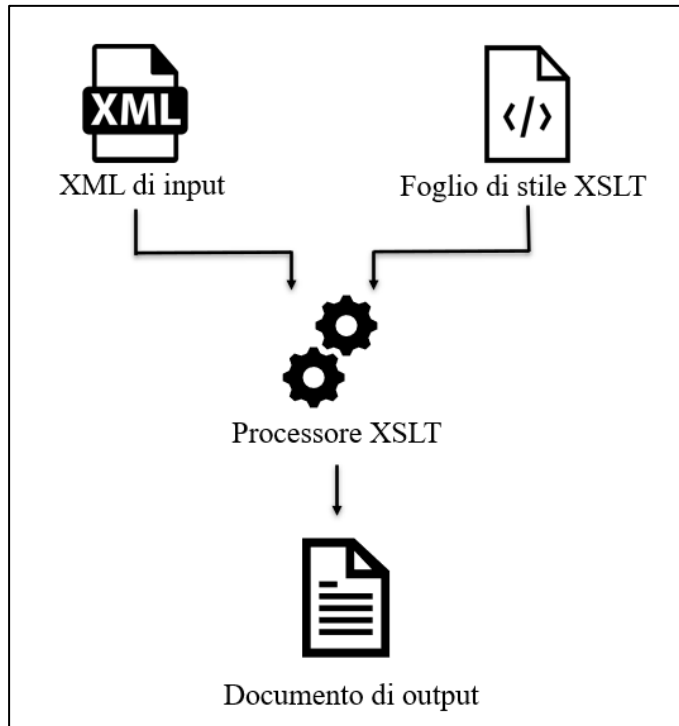 XML
XML di input
</>
Foglio di stile XSLT
Processore XSLT
Documento di output